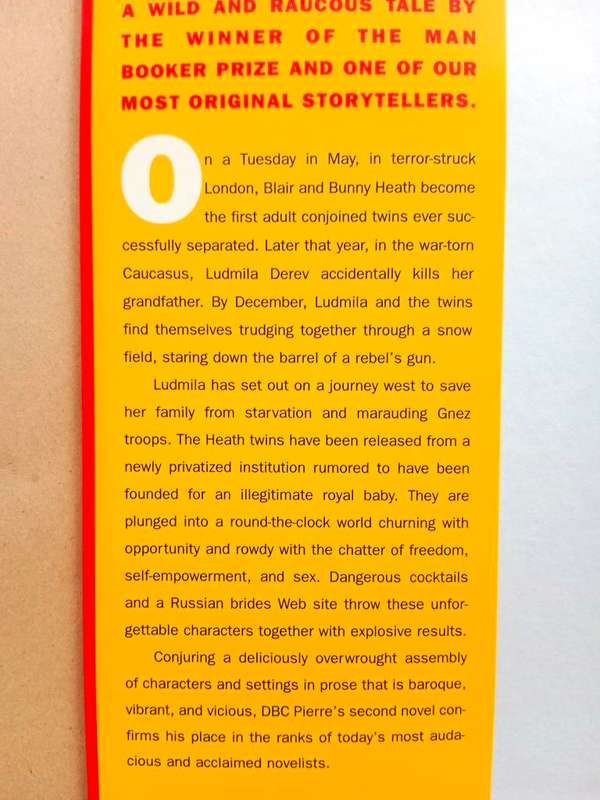 A WILD AND RAUCOUS TALE BY
THE WINNER OF THE MAN
BOOKER PRIZE AND ONE OF OUR
MOST ORIGINAL STORYTELLERS.
On a Tuesday in May, in terror-struck
London, Blair and Bunny Heath become
the first adult conjoined twins ever suc-
cessfully separated. Later that year, in the war-torn
Caucasus, Ludmila Derev accidentally kills her
grandfather. By December, Ludmila and the twins
find themselves trudging together through a snow
field, staring down the barrel of a rebel's gun.
Ludmila has set out on a journey west to save
her family from starvation and marauding Gnez
troops. The Heath twins have been released from a
newly privatized institution rumored to have been
founded for an illegitimate royal baby. They are
plunged into a round-the-clock world churning with
opportunity and rowdy with the chatter of freedom,
self-empowerment, and sex. Dangerous cocktails
and a Russian brides Web site throw these unfor-
gettable characters together with explosive results.
Conjuring a deliciously overwrought assembly
of characters and settings in prose that is baroque,
vibrant, and vicious, DBC Pierre's second novel con-
firms his place in the ranks of today's most auda-
cious and acclaimed novelists.